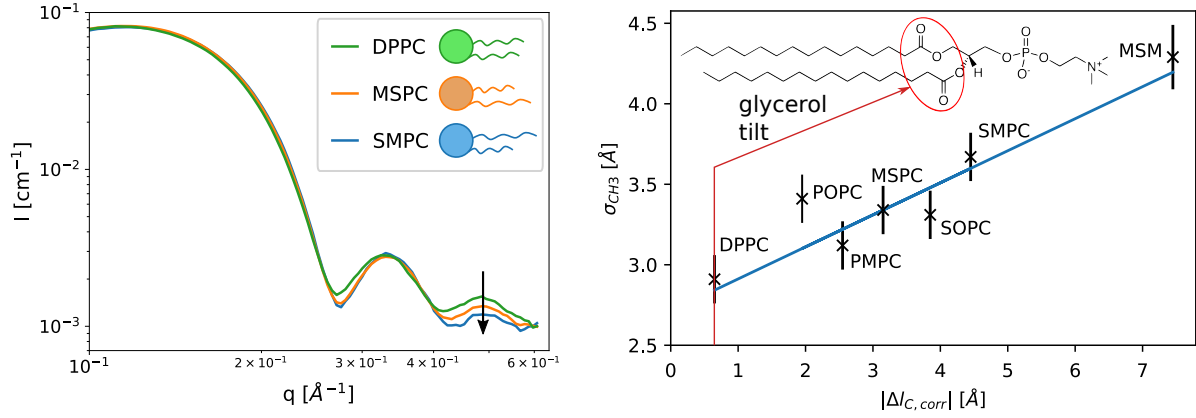 DPPC
MSPC
SMPC
I [cm⁻¹]
10⁻¹
10⁻²
10⁻³
10⁻¹
2 × 10⁻¹
3 × 10⁻¹
4 × 10⁻¹
6 × 10⁻¹
q [Å⁻¹]
σ_CH3 [Å]
4.5
4.0
3.5
3.0
2.5
0
1
2
3
4
5
6
7
|Δl_C,corr| [Å]
glycerol
tilt
O
O
O
O
H
O
O
P
O⁻
O
N⁺
MSM
SMPC
MSPC
POPC
SOPC
PMPC
DPPC